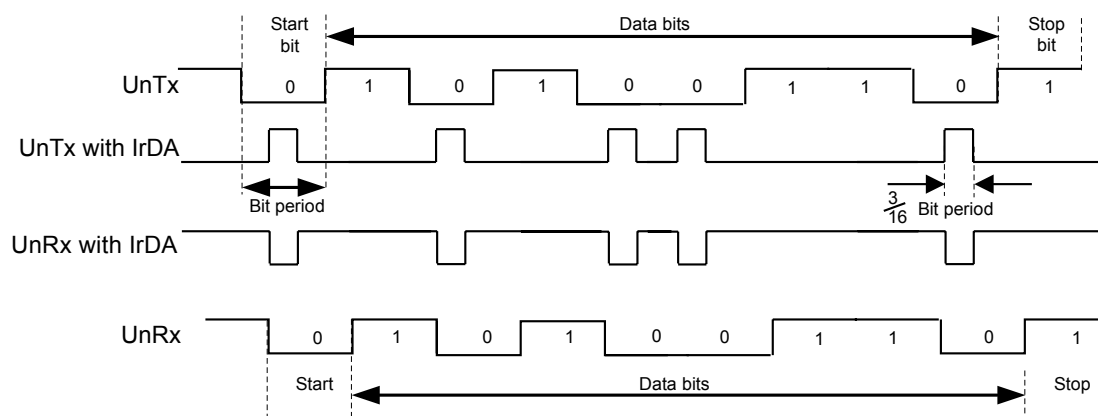 Start
bit
Data bits
Stop
bit
UnTx
0 1 0 1 0 0 1 1 0 1
UnTx with IrDA
Bit period
3/16 Bit period
UnRx with IrDA
UnRx
0 1 0 1 0 0 1 1 0 1
Start
Data bits
Stop